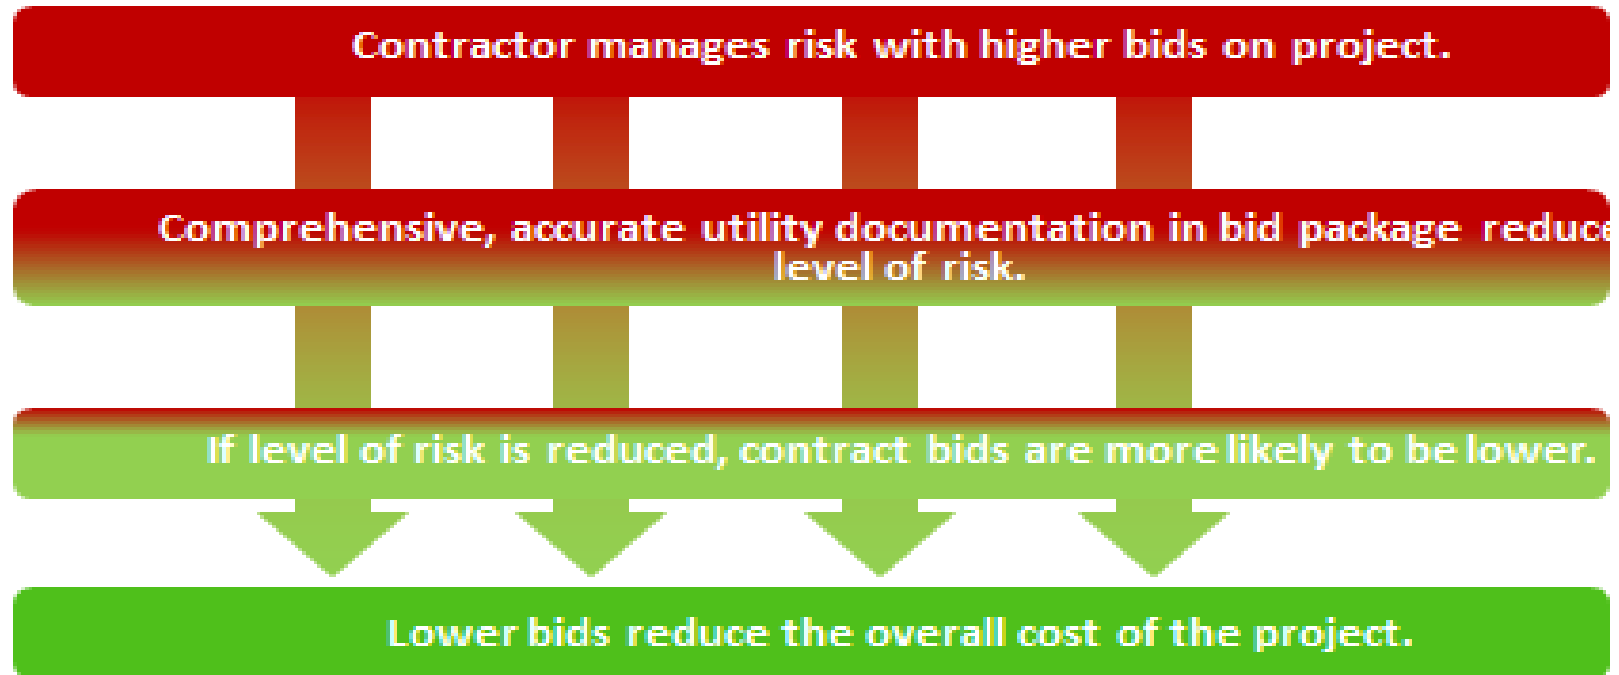 Contractor manages risk with higher bids on project.
Comprehensive, accurate utility documentation in bid package reduce
level of risk.
If level of risk is reduced, contract bids are more likely to be lower.
Lower bids reduce the overall cost of the project.